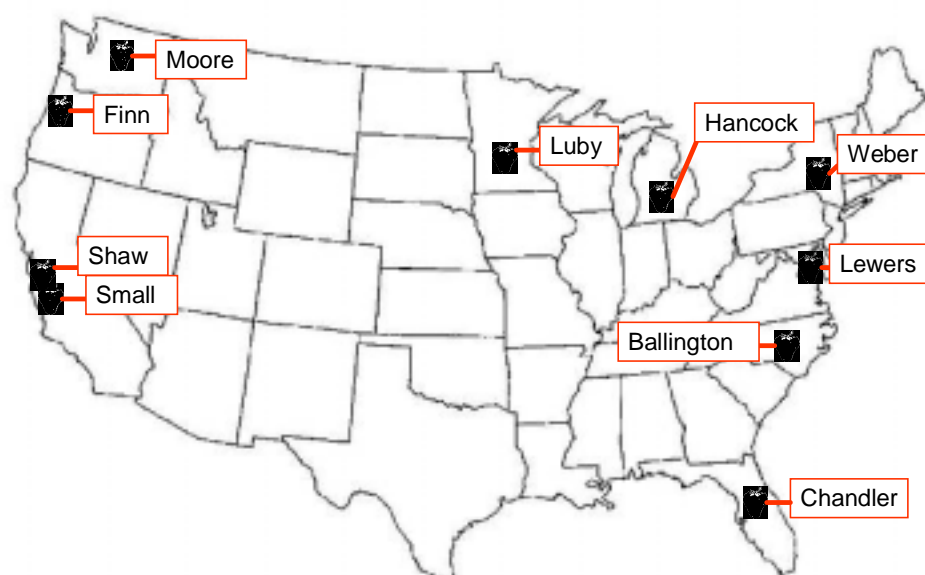 Moore
Finn
Hancock
Luby
Weber
Shaw
Lewers
Small
Ballington
Chandler